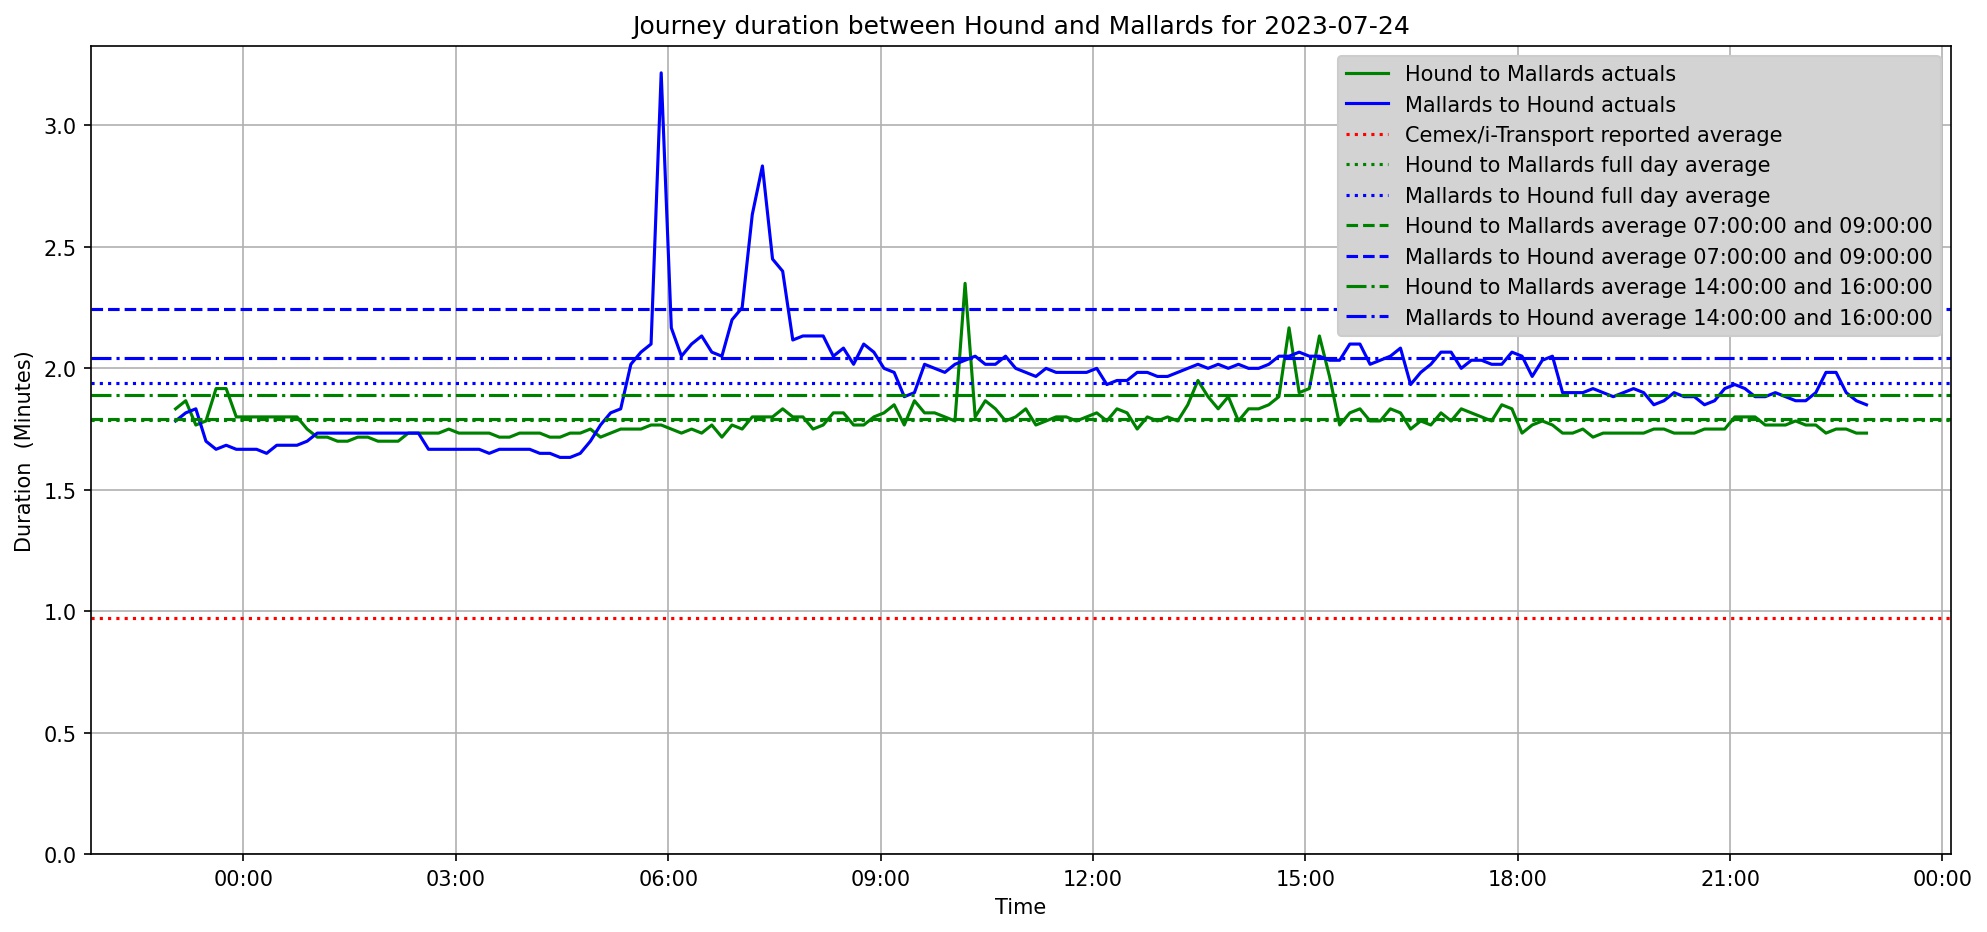 Journey duration between Hound and Mallards for 2023-07-24
Hound to Mallards actuals
Mallards to Hound actuals
Cemex/i-Transport reported average
Hound to Mallards full day average
Mallards to Hound full day average
Hound to Mallards average 07:00:00 and 09:00:00
Mallards to Hound average 07:00:00 and 09:00:00
Hound to Mallards average 14:00:00 and 16:00:00
Mallards to Hound average 14:00:00 and 16:00:00
Duration (Minutes)
3.0
2.5
2.0
1.5
1.0
0.5
0.0
00:00 03:00 06:00 09:00 12:00 15:00 18:00 21:00 00:00
Time